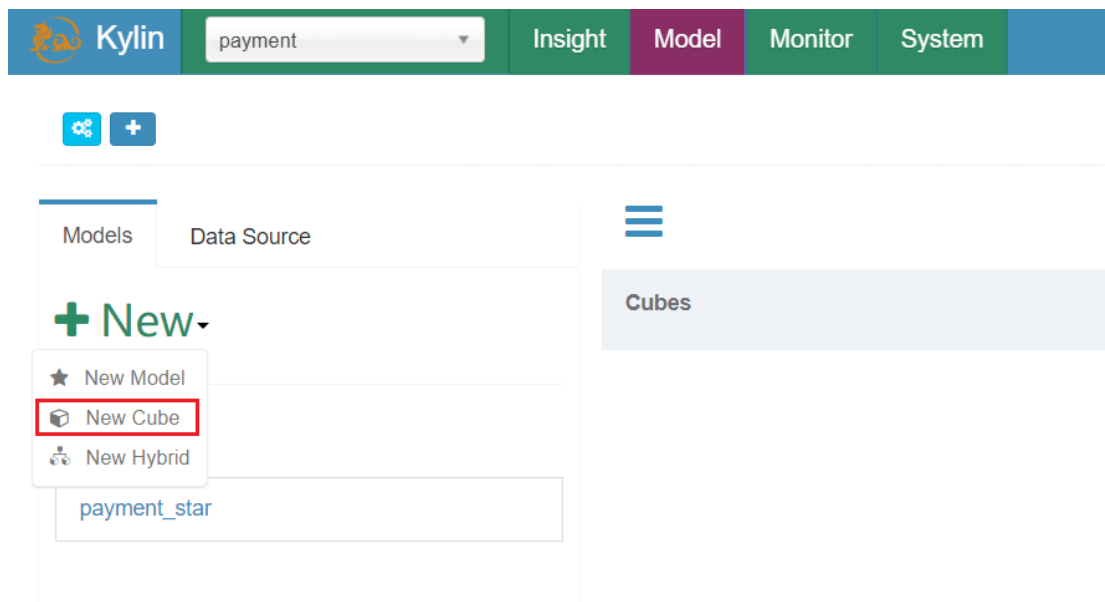 Kylin payment Insight Model Monitor System
Models Data Source
New
Cubes
New Model
New Cube
New Hybrid
payment_star